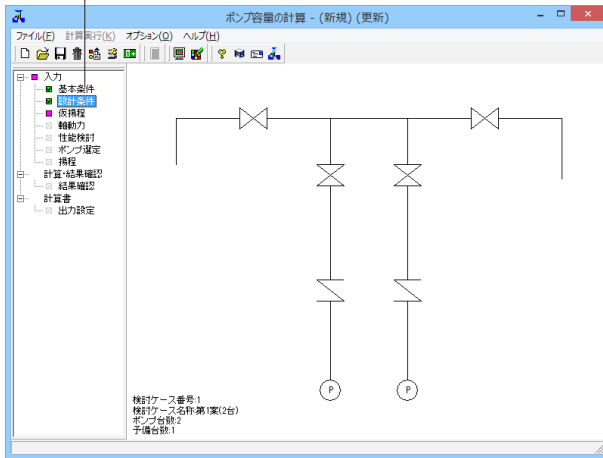 ポンプ容量の計算 - (新規) (更新)
ファイル(F) 計算実行(K) オプション(O) ヘルプ(H)
入力
基本条件
設計条件
仮揚程
軸動力
性能検討
ポンプ選定
揚程
計算・結果確認
結果確認
計算書
出力設定
P P
検討ケース番号:1
検討ケース名称:第1案(2台)
ポンプ台数:2
予備台数:1